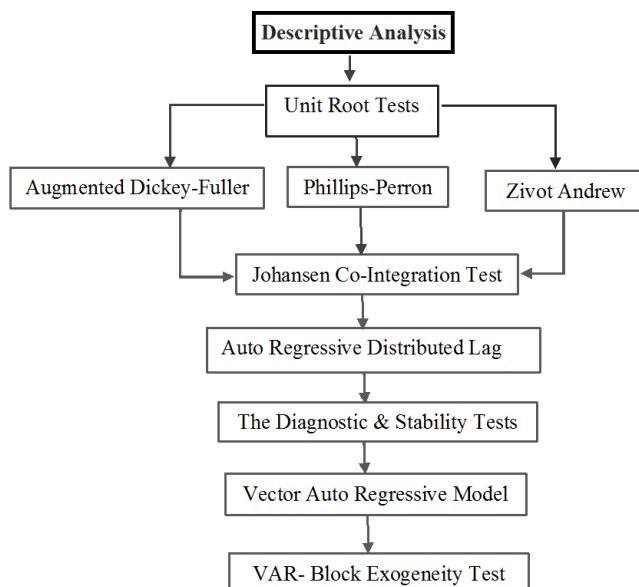 Descriptive Analysis
Unit Root Tests
Augmented Dickey-Fuller
Phillips-Perron
Zivot Andrew
Johansen Co-Integration Test
Auto Regressive Distributed Lag
The Diagnostic & Stability Tests
Vector Auto Regressive Model
VAR- Block Exogeneity Test